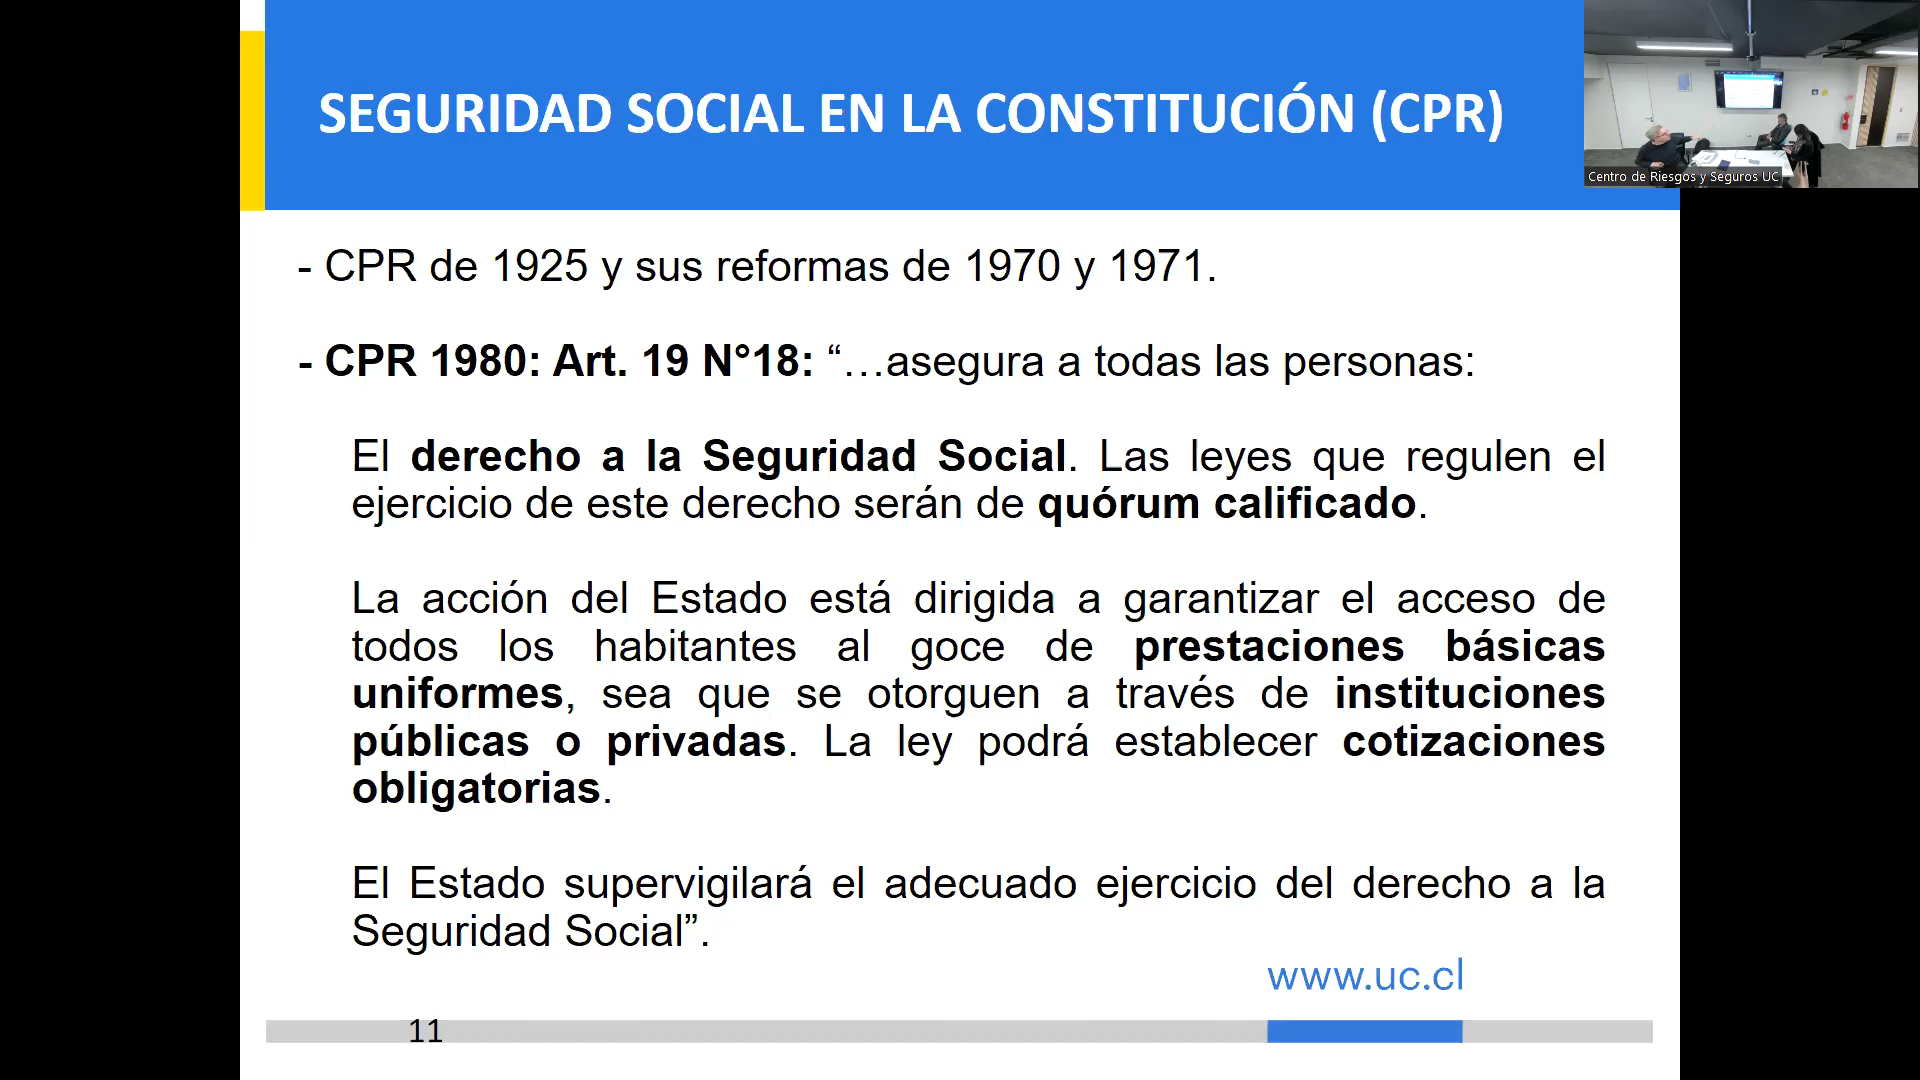 SEGURIDAD SOCIAL EN LA CONSTITUCIÓN (CPR)
Centro de Riesgos y Seguros UC
- CPR de 1925 y sus reformas de 1970 y 1971.
- CPR 1980: Art. 19 N°18: “…asegura a todas las personas:
El derecho a la Seguridad Social. Las leyes que regulen el
ejercicio de este derecho serán de quórum calificado.
La acción del Estado está dirigida a garantizar el acceso de
todos los habitantes al goce de prestaciones básicas
uniformes, sea que se otorguen a través de instituciones
públicas o privadas. La ley podrá establecer cotizaciones
obligatorias.
El Estado supervigilará el adecuado ejercicio del derecho a la
Seguridad Social”.
www.uc.cl
11